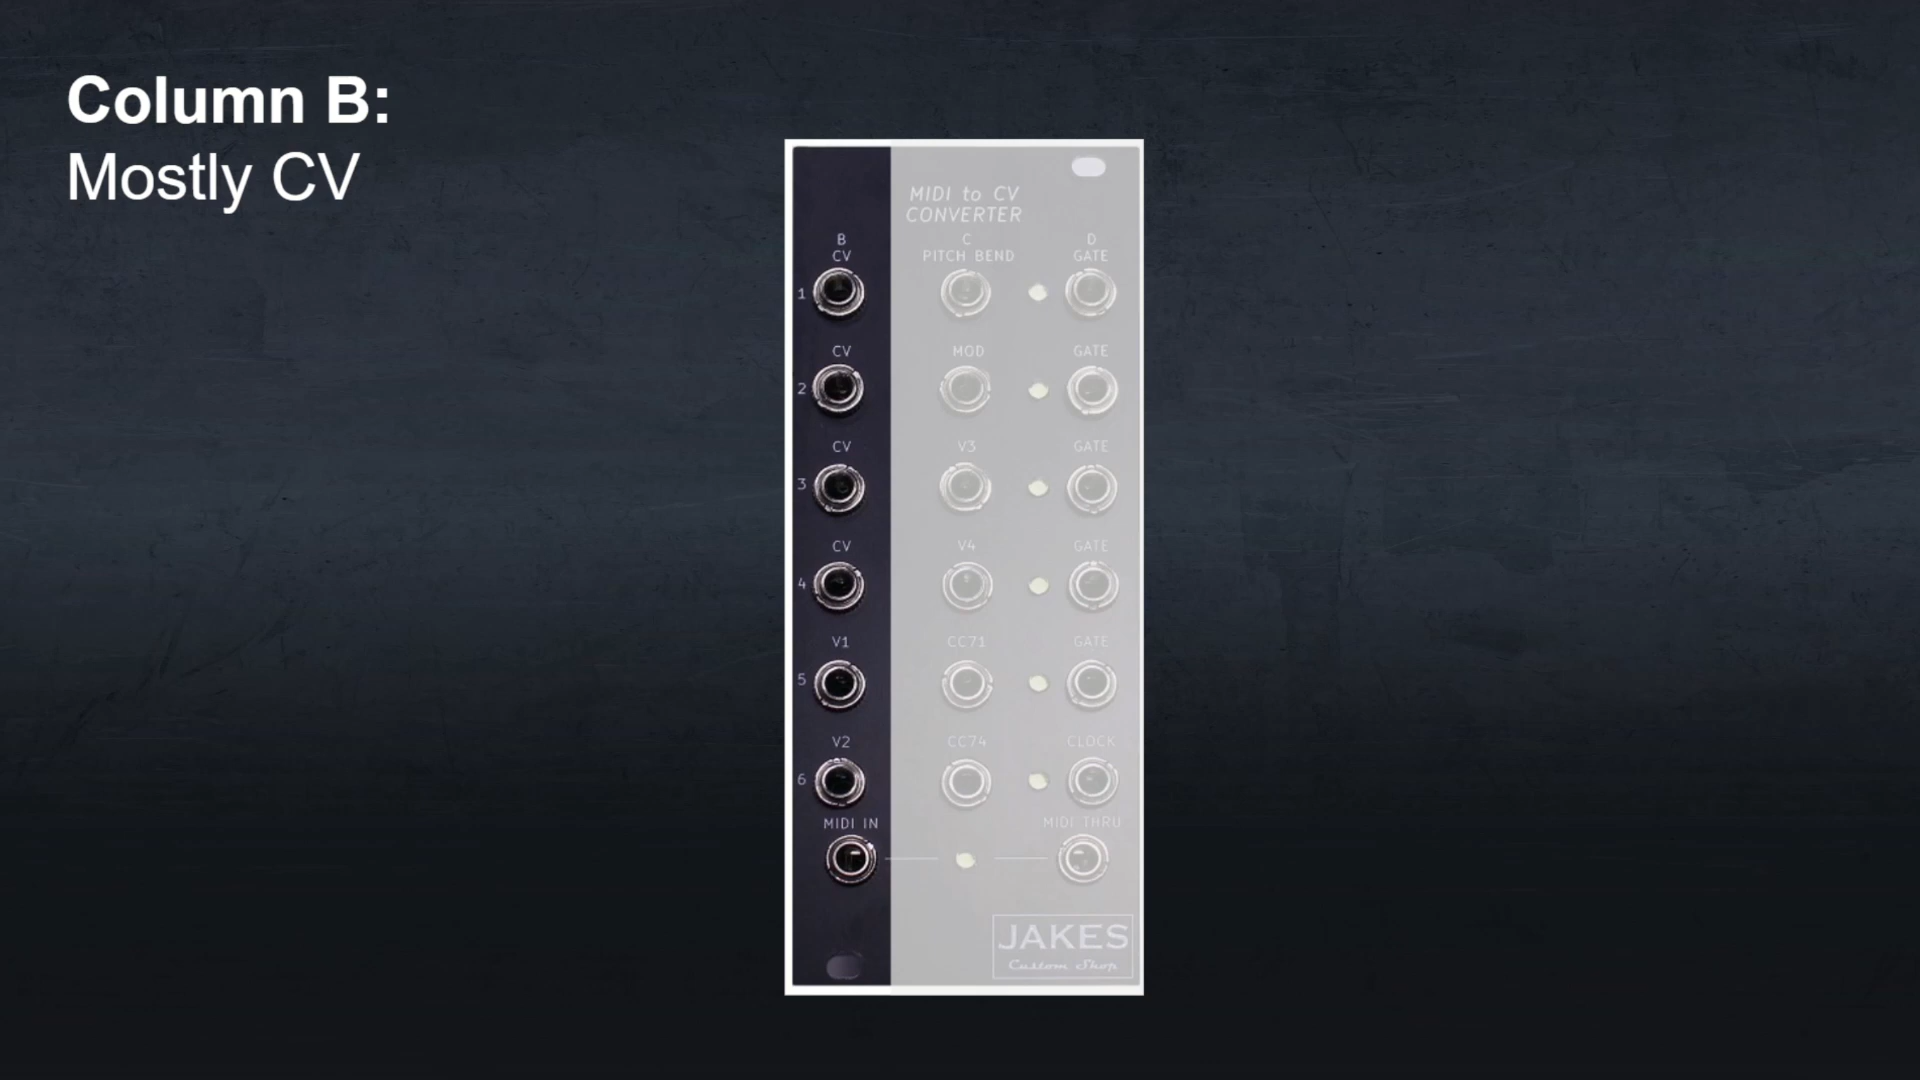 Column B:
Mostly CV
MIDI to CV
CONVERTER
B C D
CV PITCH BEND GATE
1
CV MOD GATE
2
CV V3 GATE
3
CV V4 GATE
4
V1 CC71 GATE
5
V2 CC74 CLOCK
6
MIDI IN MIDI THRU
JAKES
Custom Shop